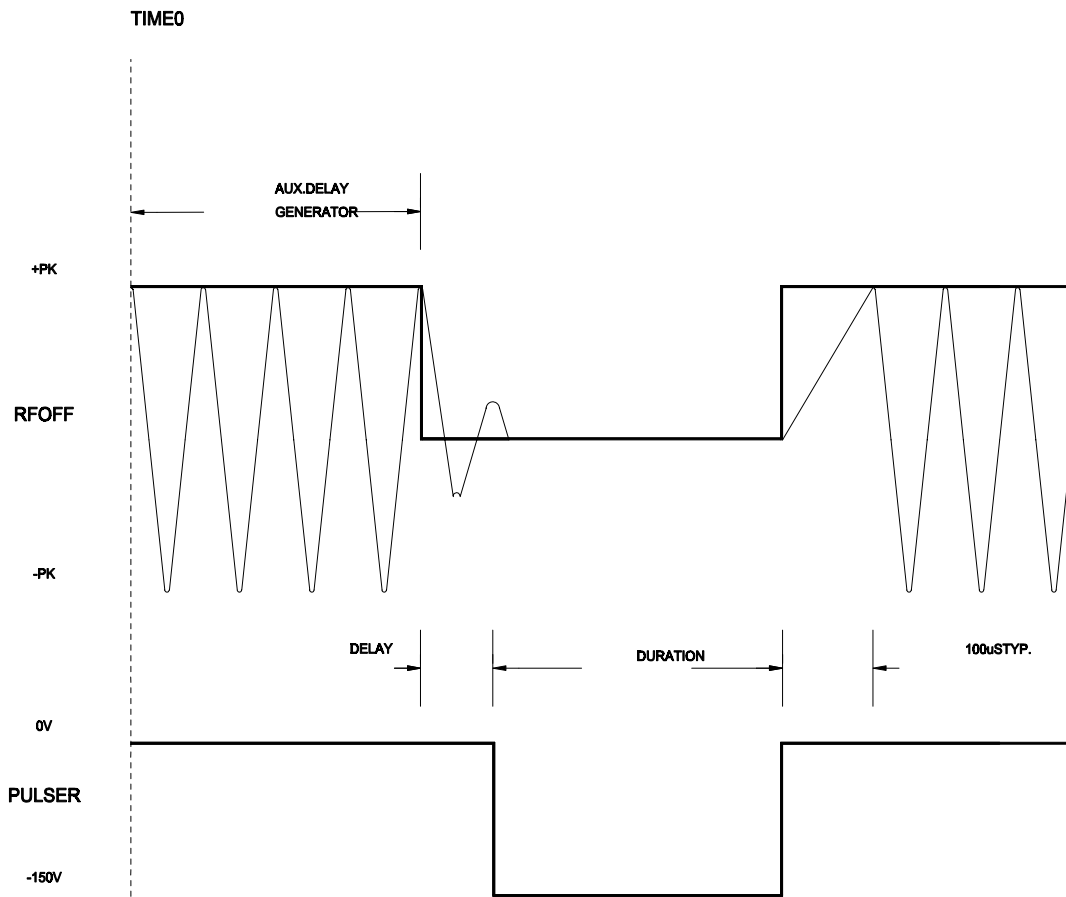 TIME0
AUX.DELAY
GENERATOR
+PK
RFOFF
-PK
DELAY
DURATION
100uSTYP.
0V
PULSER
-150V